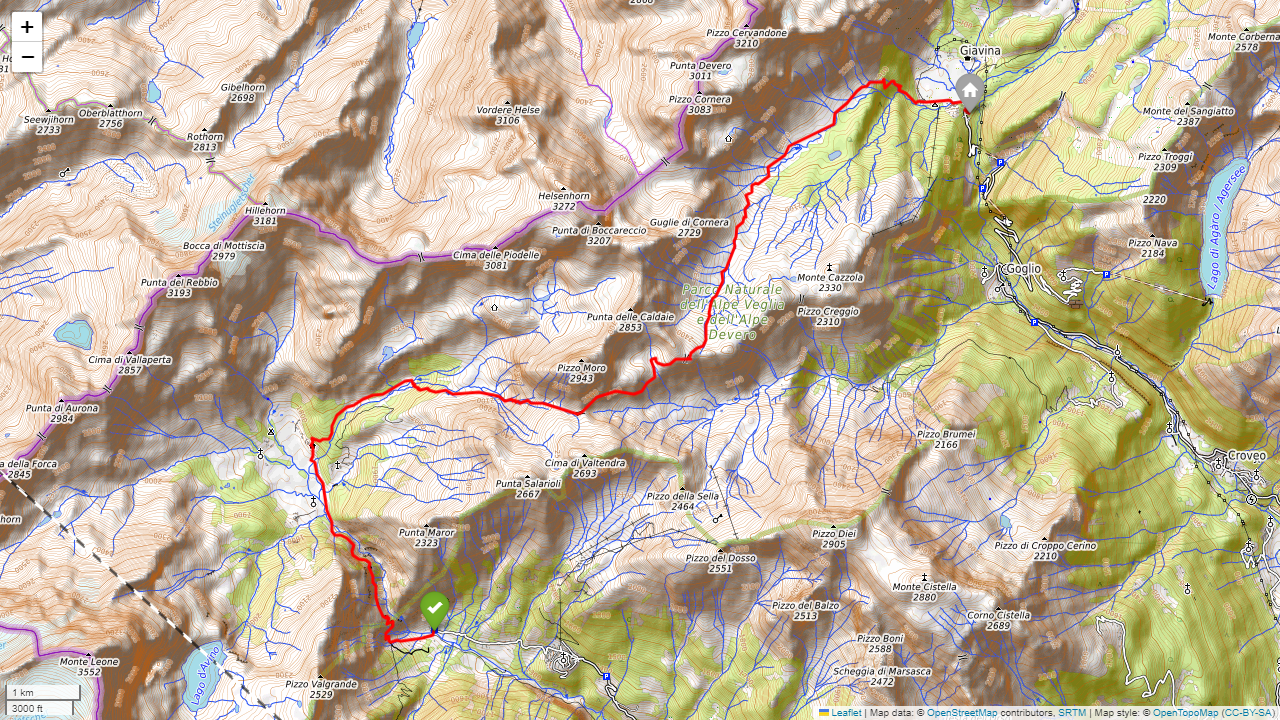 +
−
Pizzo Cervandone
3210
Giavina
Monte Corberna
2578
Punta Devero
3011
Gibelhorn
2698
Oberblatthorn
2756
Seewjihorn
2733
Vordere Helse
3106
Pizzo Cornera
3083
Monte del Sangiatto
2387
Rothorn
2813
Pizzo Troggi
2309
Steinugletscher
Helsenhorn
3272
2220
Lago di Agàro / Agersee
Hillehorn
3181
Guglie di Cornera
2729
Punta di Boccareccio
3207
Bocca di Mottiscia
2979
Cima delle Piodelle
3081
Pizzo Nava
2184
Goglio
Punta del Rebbio
3193
Monte Cazzola
2330
Parco Naturale
dell'Alpe Veglia
e dell'Alpe
Devero
Punta delle Caldaie
2853
Pizzo Creggio
2310
Cima di Vallaperta
2857
Pizzo Moro
2943
Punta di Aurona
2984
Pizzo Brumei
2166
Croveo
a della Forca
2845
Cima di Valtendra
2693
Punta Salarioli
2667
Pizzo della Sella
2464
horn
Punta Maror
2323
Pizzo Diei
2905
Pizzo di Croppo Cerino
2210
Pizzo del Dosso
2551
Monte Cistella
2880
Pizzo del Balzo
2513
Corno Cistella
2689
Pizzo Boni
2588
Monte Leone
3552
Lago d'Avino
Scheggia di Marsasca
2472
Pizzo Valgrande
2529
1 km
3000 ft
Leaflet | Map data: © OpenStreetMap contributors, SRTM | Map style: © OpenTopoMap (CC-BY-SA)